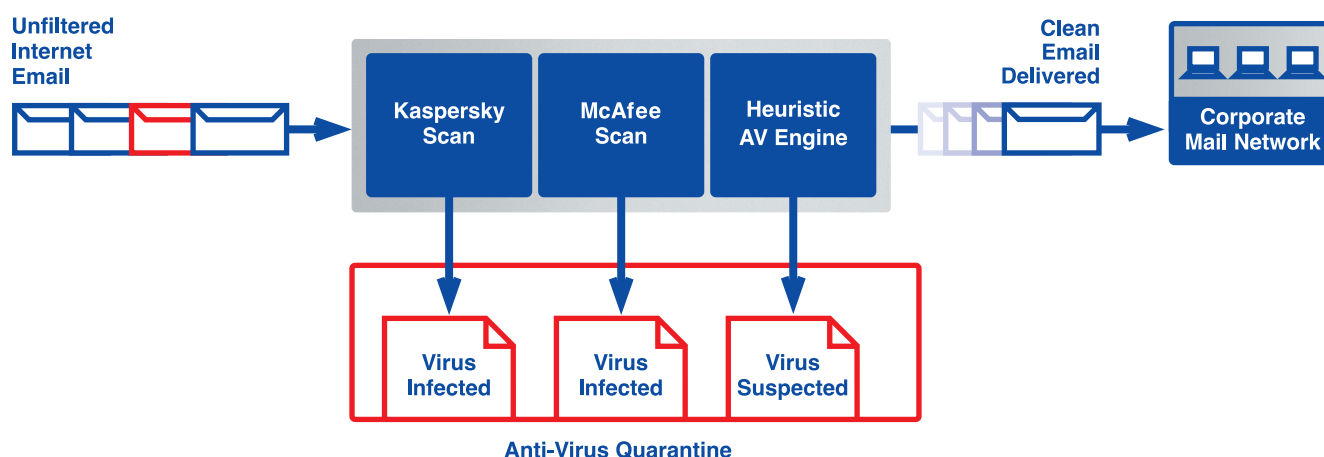 Unfiltered
Internet
Email
Kaspersky
Scan
McAfee
Scan
Heuristic
AV Engine
Clean
Email
Delivered
Corporate
Mail Network
Virus
Infected
Virus
Infected
Virus
Suspected
Anti-Virus Quarantine